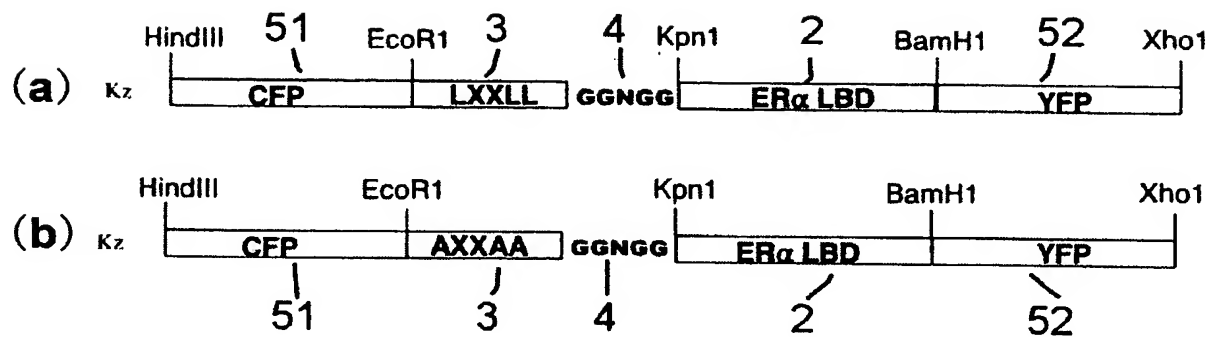 51 3 4 2 52
HindIII EcoR1 Kpn1 BamH1 Xho1
(a) Kz CFP LXXLL GGNGG ERα LBD YFP
HindIII EcoR1 Kpn1 BamH1 Xho1
(b) Kz CFP AXXAA GGNGG ERα LBD YFP
51 3 4 2 52